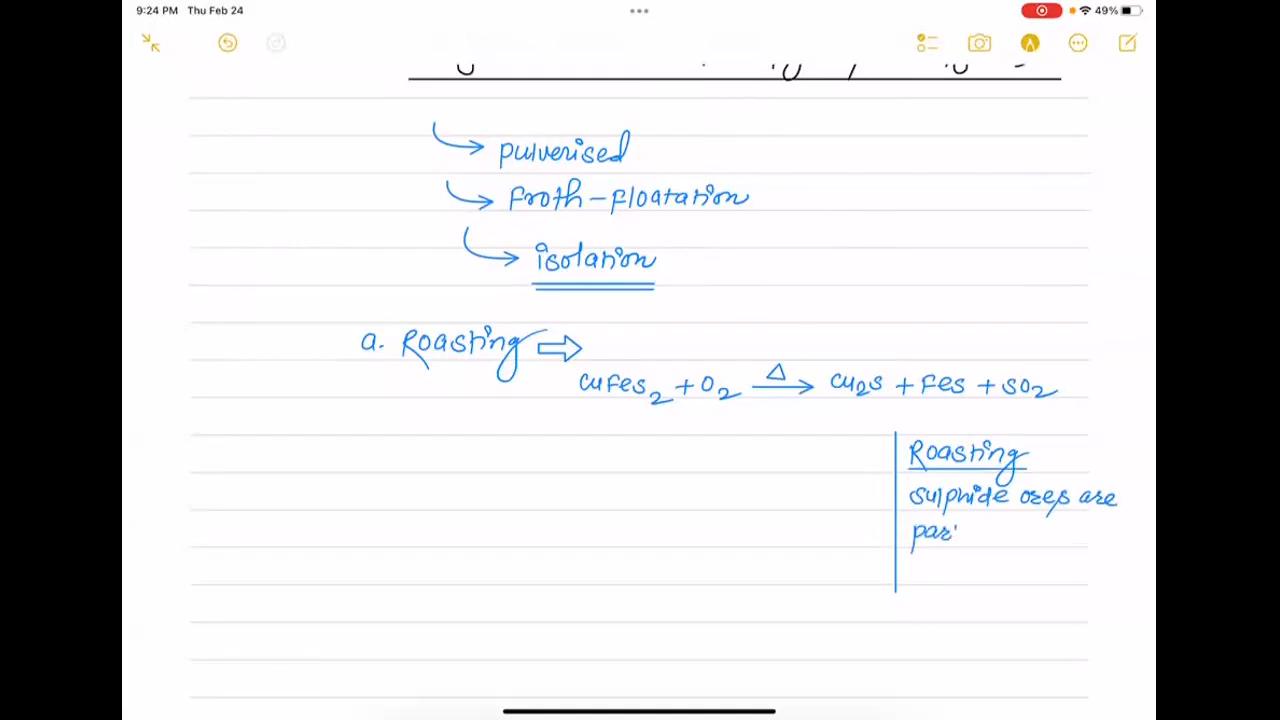 9:24 PM Thu Feb 24
49%
pulverised
Froth-Floatation
isolation
a. Roasting ⇨
CuFeS2 + O2 —Δ→ Cu2S + FeS + SO2
Roasting
sulphide ores are
par